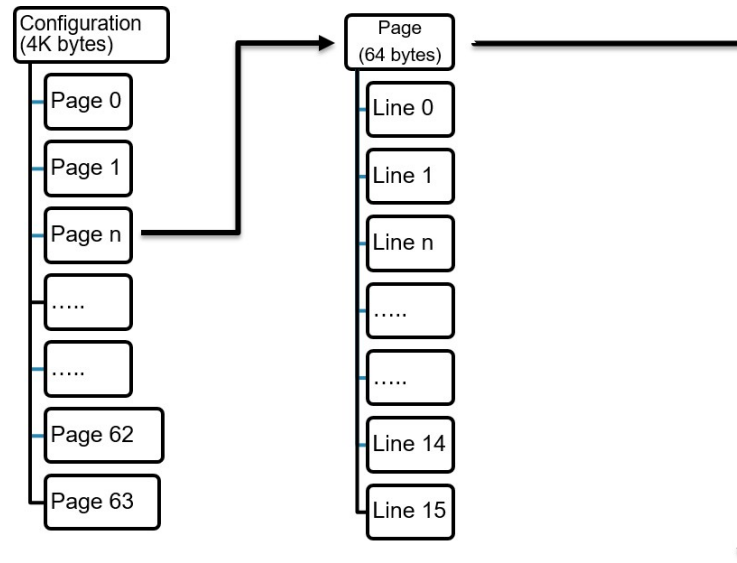 Configuration
(4K bytes)
Page 0
Page 1
Page n
.....
.....
Page 62
Page 63
Page
(64 bytes)
Line 0
Line 1
Line n
.....
.....
Line 14
Line 15